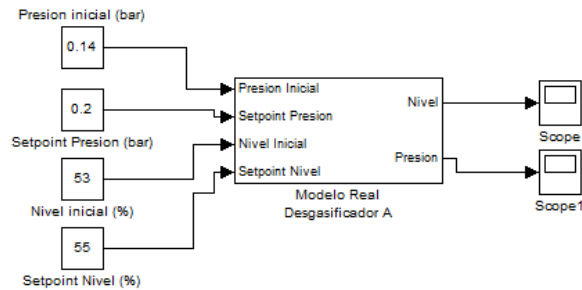 Presion inicial (bar)
0.14
0.2
Setpoint Presion (bar)
53
Nivel inicial (%)
55
Setpoint Nivel (%)
Presion Inicial
Setpoint Presion
Nivel Inicial
Setpoint Nivel
Nivel
Presion
Modelo Real
Desgasificador A
Scope
Scope1